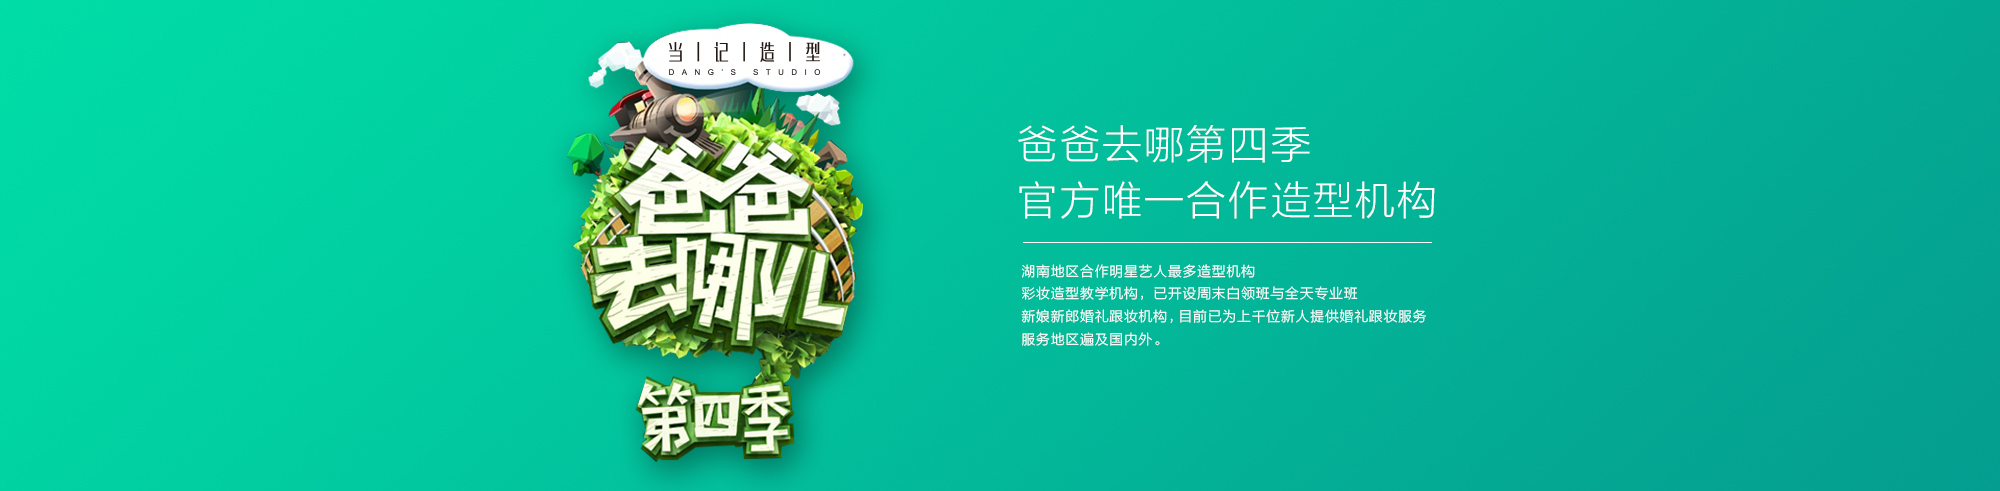 当|记|造|型
DANG'S STUDIO
爸爸
去哪儿
第四季
爸爸去哪第四季
官方唯一合作造型机构
湖南地区合作明星艺人最多造型机构
彩妆造型教学机构，已开设周末白领班与全天专业班
新娘新郎婚礼跟妆机构，目前已为上千位新人提供婚礼跟妆服务
服务地区遍及国内外。